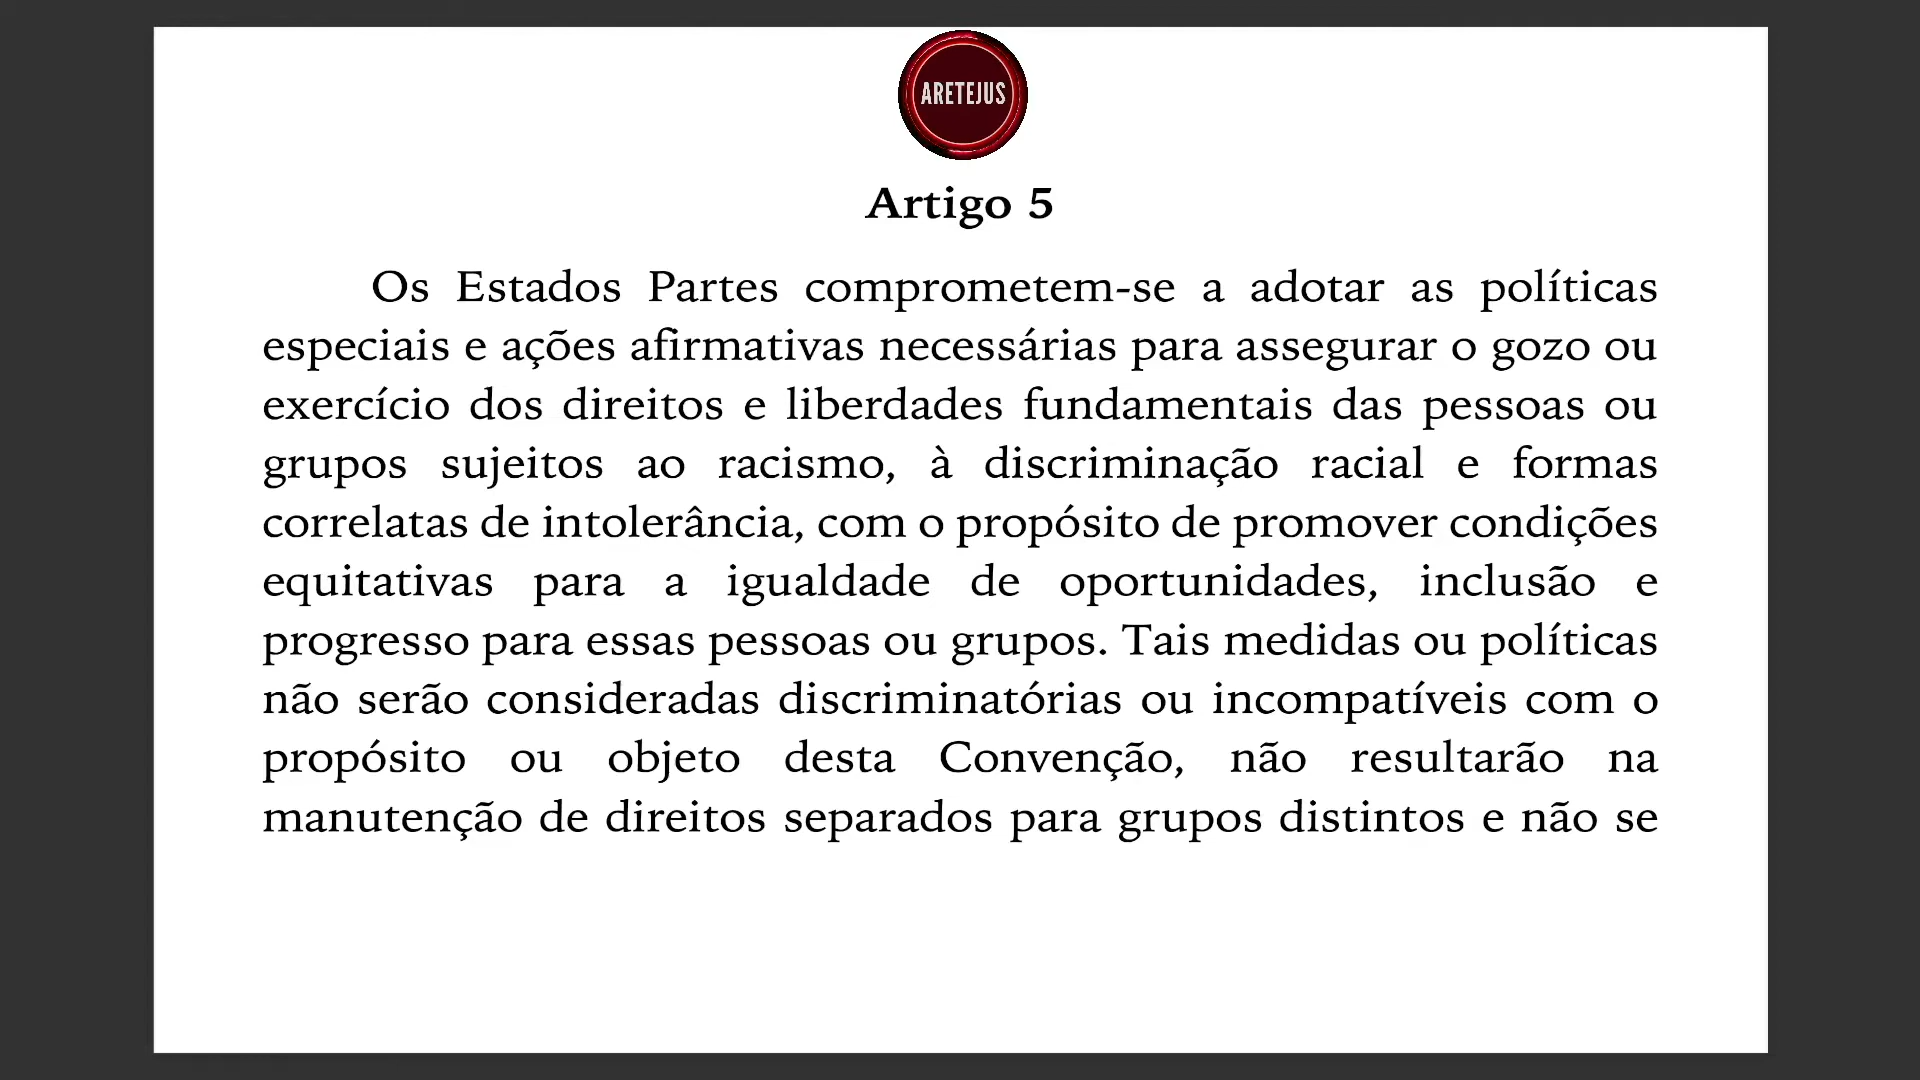 ARETEJUS
Artigo 5
Os Estados Partes comprometem-se a adotar as políticas
especiais e ações afirmativas necessárias para assegurar o gozo ou
exercício dos direitos e liberdades fundamentais das pessoas ou
grupos sujeitos ao racismo, à discriminação racial e formas
correlatas de intolerância, com o propósito de promover condições
equitativas para a igualdade de oportunidades, inclusão e
progresso para essas pessoas ou grupos. Tais medidas ou políticas
não serão consideradas discriminatórias ou incompatíveis com o
propósito ou objeto desta Convenção, não resultarão na
manutenção de direitos separados para grupos distintos e não se